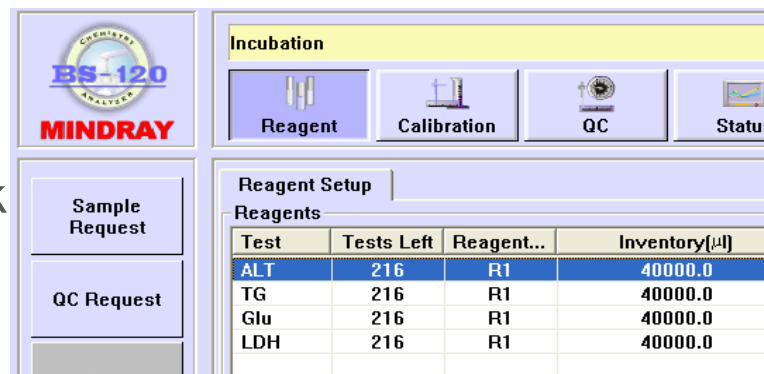 CHEMISTRY
BS-120
ANALYZER
MINDRAY
Incubation
Reagent
Calibration
QC
Status
Sample
Request
QC Request
Reagent Setup
Reagents
Test Tests Left Reagent... Inventory(µl)
ALT 216 R1 40000.0
TG 216 R1 40000.0
Glu 216 R1 40000.0
LDH 216 R1 40000.0